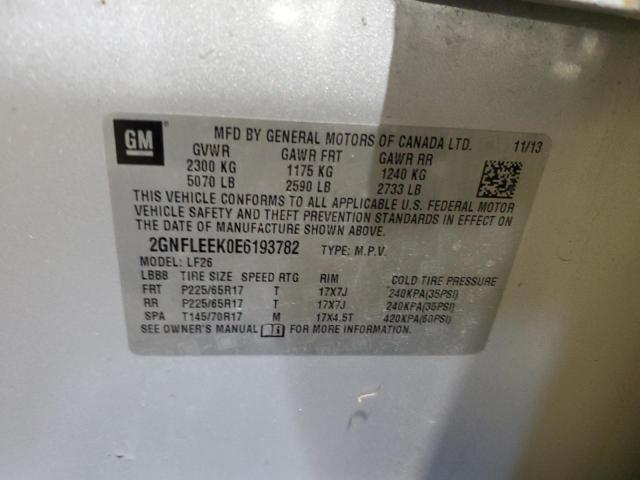 GM
MFD BY GENERAL MOTORS OF CANADA LTD. 11/13
GVWR GAWR FRT GAWR RR
2300 KG 1175 KG 1240 KG
5070 LB 2590 LB 2733 LB
THIS VEHICLE CONFORMS TO ALL APPLICABLE U.S. FEDERAL MOTOR
VEHICLE SAFETY AND THEFT PREVENTION STANDARDS IN EFFECT ON
THE DATE OF MANUFACTURE SHOWN ABOVE.
2GNFLEEK0E6193782 TYPE: M.P.V.
MODEL: LF26
LBB8 TIRE SIZE SPEED RTG RIM COLD TIRE PRESSURE
FRT P225/65R17 T 17X7J 240KPA(35PSI)
RR P225/65R17 T 17X7J 240KPA(35PSI)
SPA T145/70R17 M 17X4.5T 420KPA(60PSI)
SEE OWNER'S MANUAL FOR MORE INFORMATION.